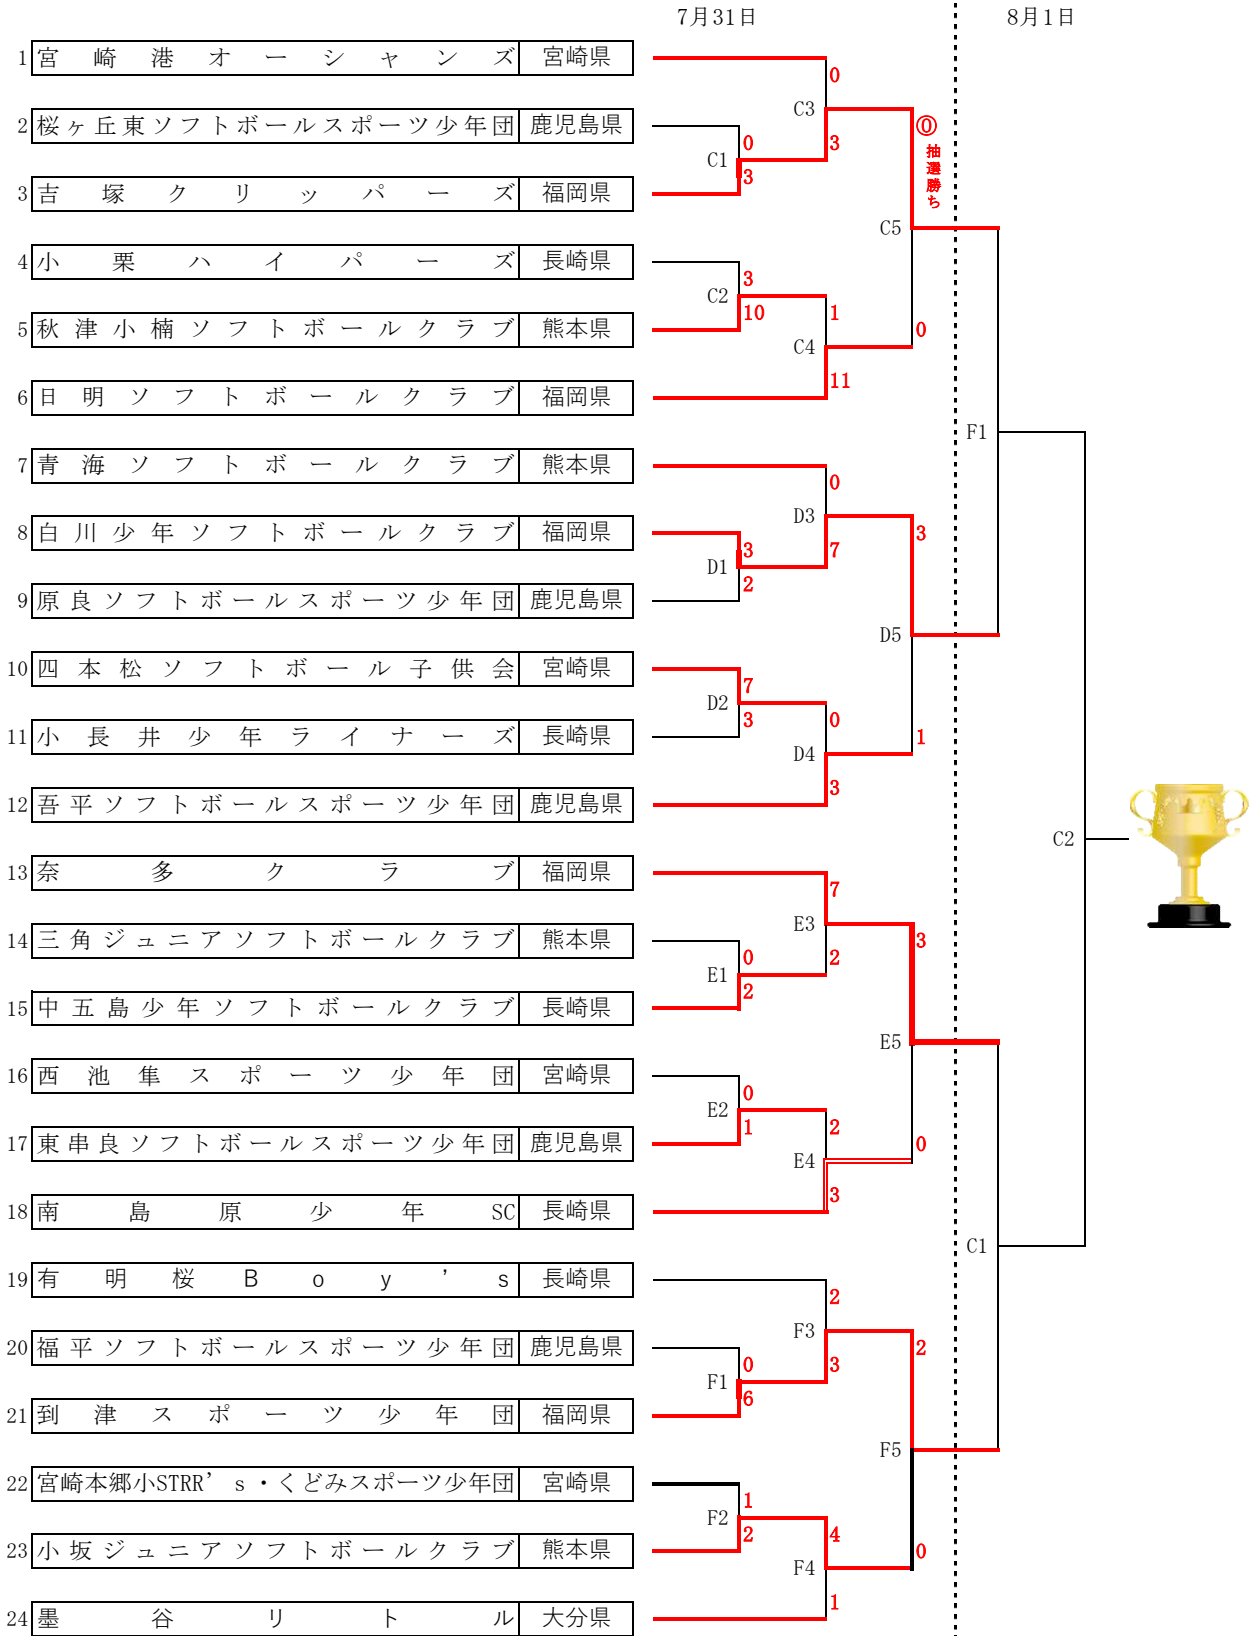 7月31日 8月1日
1 宮崎港オーシャンズ 宮崎県
0
C3
2 桜ヶ丘東ソフトボールスポーツ少年団 鹿児島県
⓪
0 3
抽選勝ち
C1
3
3 吉塚クリッパーズ 福岡県
C5
4 小栗ハイパーズ 長崎県
3
C2
10 1
5 秋津小楠ソフトボールクラブ 熊本県
0
C4
11
6 日明ソフトボールクラブ 福岡県
F1
7 青海ソフトボールクラブ 熊本県
0
D3
8 白川少年ソフトボールクラブ 福岡県
3
3 7
D1
2
9 原良ソフトボールスポーツ少年団 鹿児島県
D5
10 四本松ソフトボール子供会 宮崎県
7
D2
3 0
11 小長井少年ライナーズ 長崎県
1
D4
3
12 吾平ソフトボールスポーツ少年団 鹿児島県
C2
13 奈多クラブ 福岡県
7
E3
14 三角ジュニアソフトボールクラブ 熊本県
3
0 2
E1
2
15 中五島少年ソフトボールクラブ 長崎県
E5
16 西池隼スポーツ少年団 宮崎県
0
E2
1 2
17 東串良ソフトボールスポーツ少年団 鹿児島県
0
E4
3
18 南島原少年SC 長崎県
C1
19 有明桜Boy’s 長崎県
2
F3
20 福平ソフトボールスポーツ少年団 鹿児島県
2
0 3
F1
6
21 到津スポーツ少年団 福岡県
F5
22 宮崎本郷小STRR’s・くどみスポーツ少年団 宮崎県
1
F2
2 4
23 小坂ジュニアソフトボールクラブ 熊本県
0
F4
1
24 墨谷リトル 大分県